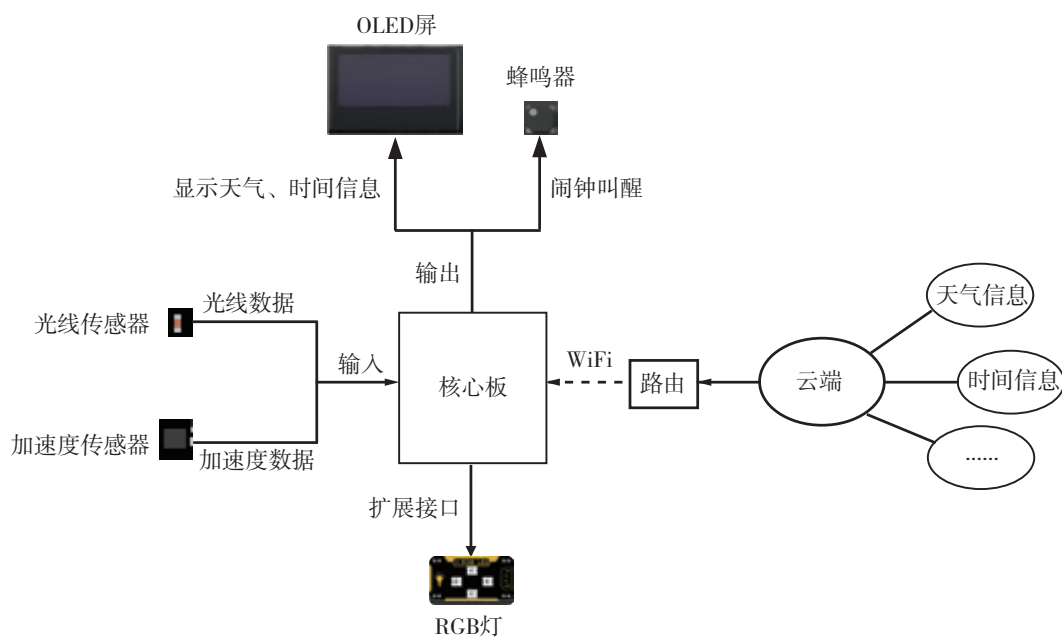 OLED屏
蜂鸣器
显示天气、时间信息
闹钟叫醒
输出
天气信息
光线传感器
光线数据
输入
核心板
WiFi
路由
云端
时间信息
加速度传感器
加速度数据
......
扩展接口
RGB灯